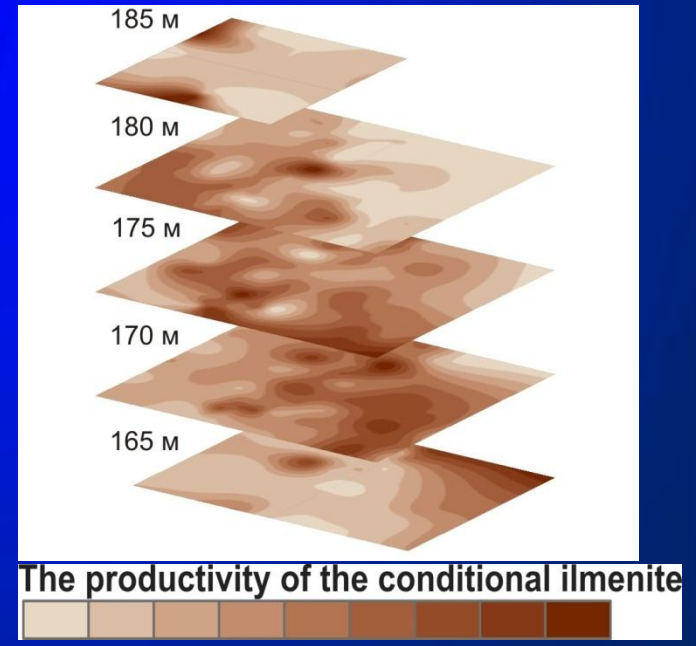 185 м
180 м
175 м
170 м
165 м
The productivity of the conditional ilmenite